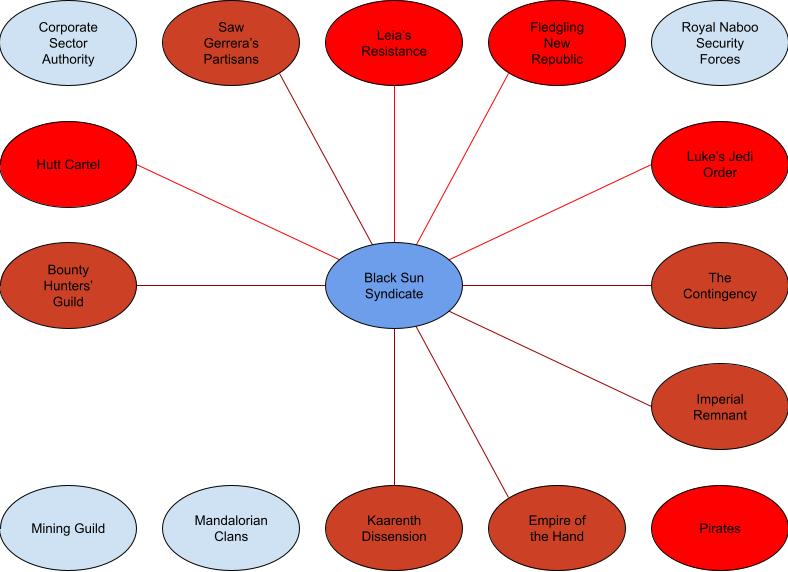 Corporate
Sector
Authority
Saw
Gerrera's
Partisans
Leia's
Resistance
Fledgling
New
Republic
Royal Naboo
Security
Forces
Hutt Cartel
Luke's Jedi
Order
Bounty
Hunters'
Guild
Black Sun
Syndicate
The
Contingency
Imperial
Remnant
Mining Guild
Mandalorian
Clans
Kaarenth
Dissension
Empire of
the Hand
Pirates